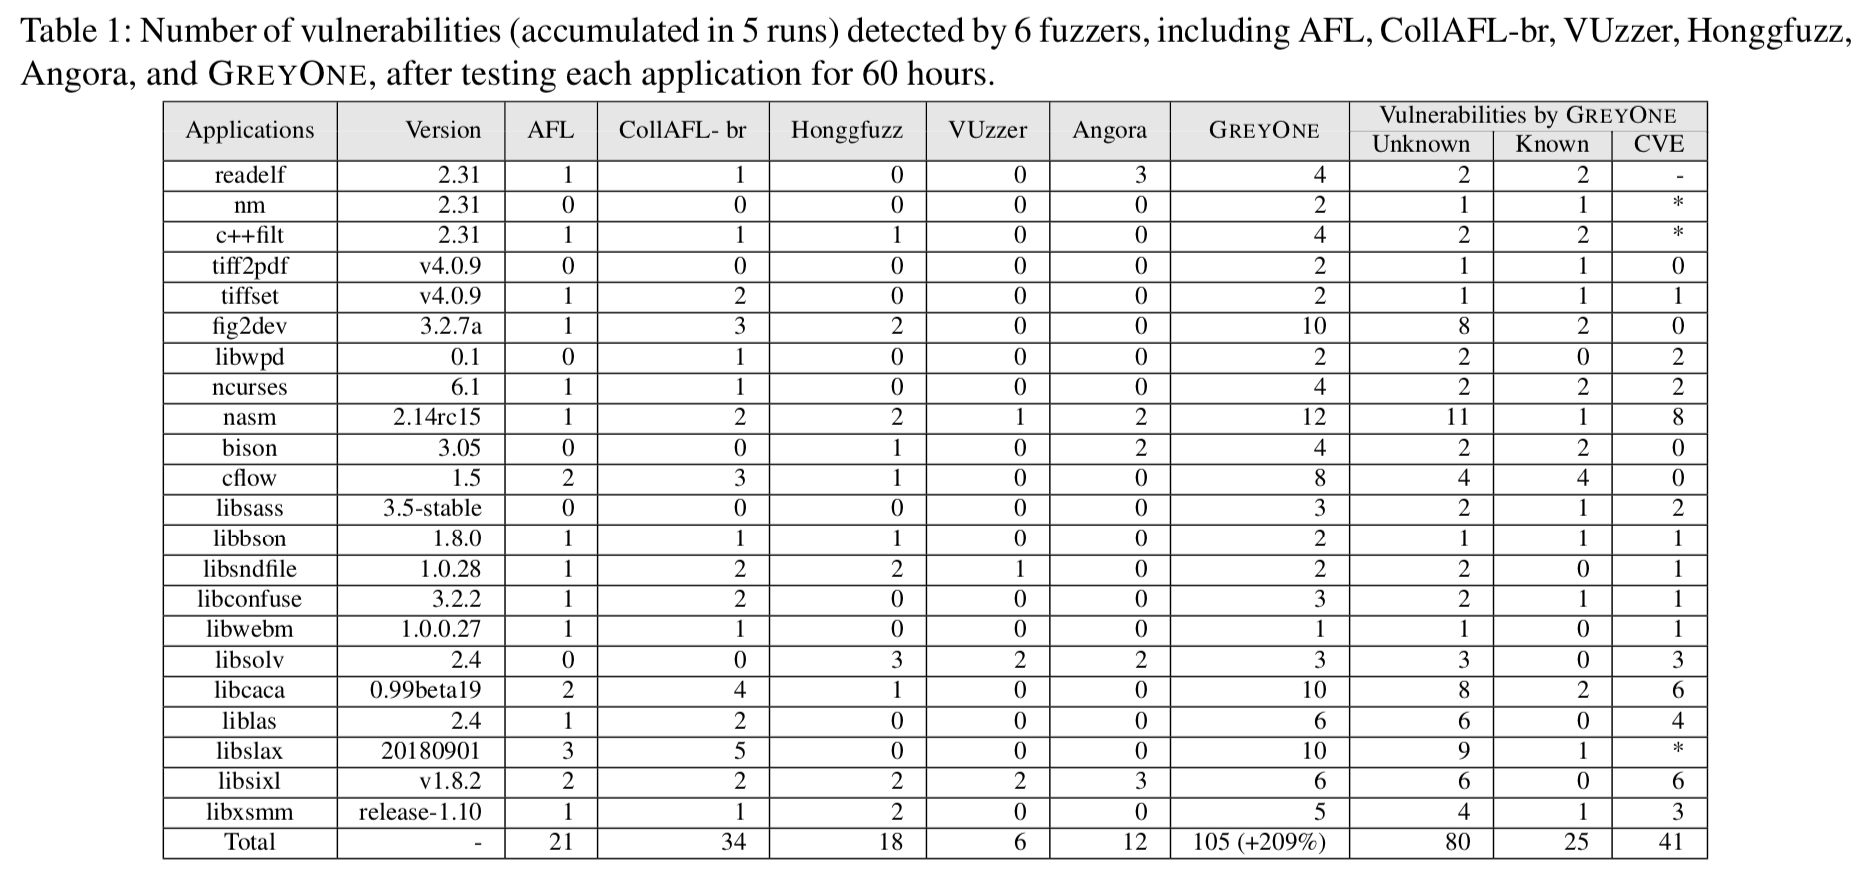 Table 1: Number of vulnerabilities (accumulated in 5 runs) detected by 6 fuzzers, including AFL, CollAFL-br, VUzzer, Honggfuzz,
Angora, and GREYONE, after testing each application for 60 hours.
Applications Version AFL CollAFL- br Honggfuzz VUzzer Angora GREYONE Vulnerabilities by GREYONE
Unknown Known CVE
readelf 2.31 1 1 0 0 3 4 2 2 -
nm 2.31 0 0 0 0 0 2 1 1 *
c++filt 2.31 1 1 1 0 0 4 2 2 *
tiff2pdf v4.0.9 0 0 0 0 0 2 1 1 0
tiffset v4.0.9 1 2 0 0 0 2 1 1 1
fig2dev 3.2.7a 1 3 2 0 0 10 8 2 0
libwpd 0.1 0 1 0 0 0 2 2 0 2
ncurses 6.1 1 1 0 0 0 4 2 2 2
nasm 2.14rc15 1 2 2 1 2 12 11 1 8
bison 3.05 0 0 1 0 2 4 2 2 0
cflow 1.5 2 3 1 0 0 8 4 4 0
libsass 3.5-stable 0 0 0 0 0 3 2 1 2
libbson 1.8.0 1 1 1 0 0 2 1 1 1
libsndfile 1.0.28 1 2 2 1 0 2 2 0 1
libconfuse 3.2.2 1 2 0 0 0 3 2 1 1
libwebm 1.0.0.27 1 1 0 0 0 1 1 0 1
libsolv 2.4 0 0 3 2 2 3 3 0 3
libcaca 0.99beta19 2 4 1 0 0 10 8 2 6
liblas 2.4 1 2 0 0 0 6 6 0 4
libslax 20180901 3 5 0 0 0 10 9 1 *
libsixl v1.8.2 2 2 2 2 3 6 6 0 6
libxsmm release-1.10 1 1 2 0 0 5 4 1 3
Total - 21 34 18 6 12 105 (+209%) 80 25 41